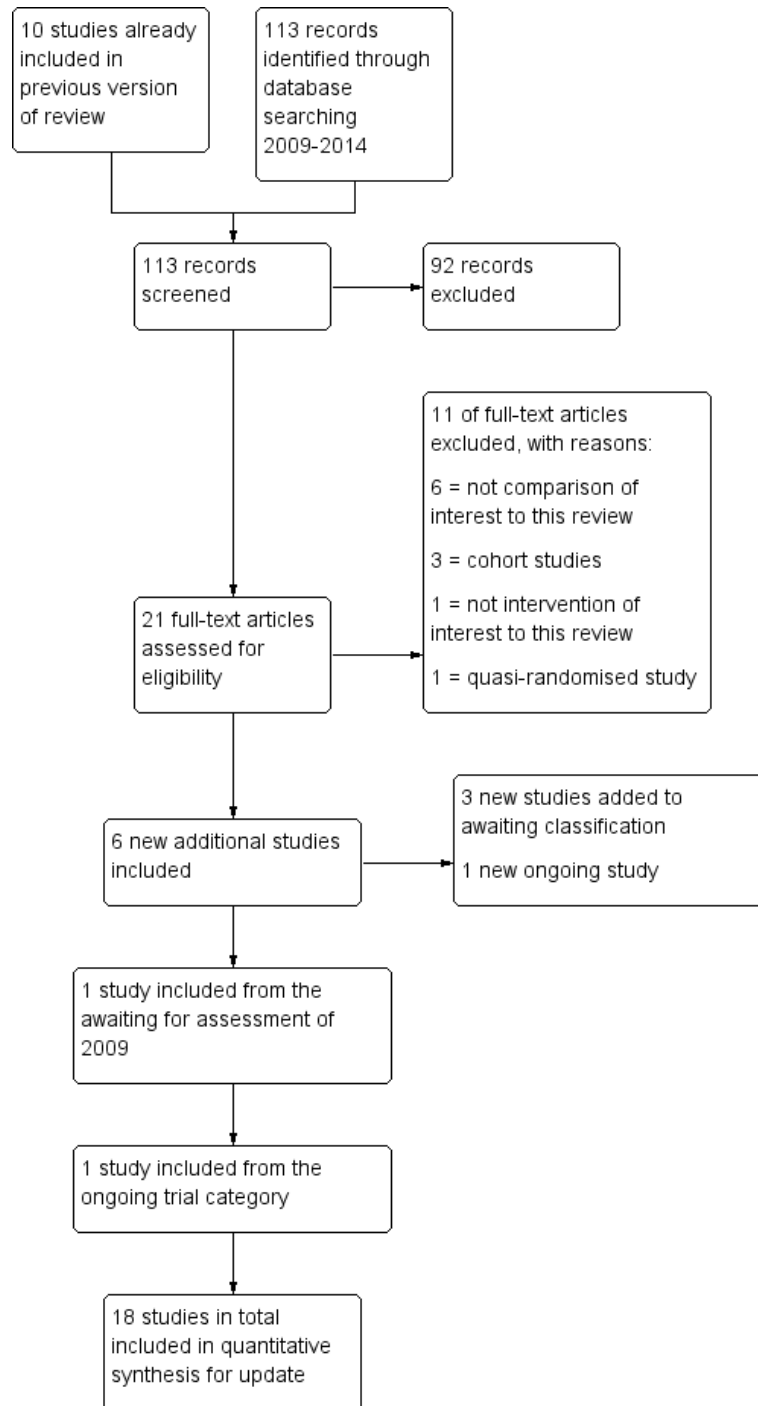 10 studies already
included in
previous version
of review
113 records
identified through
database
searching
2009-2014
113 records
screened
92 records
excluded
11 of full-text articles
excluded, with reasons:
6 = not comparison of
interest to this review
3 = cohort studies
1 = not intervention of
interest to this review
1 = quasi-randomised study
21 full-text articles
assessed for
eligibility
6 new additional studies
included
3 new studies added to
awaiting classification
1 new ongoing study
1 study included from the
awaiting for assessment of
2009
1 study included from the
ongoing trial category
18 studies in total
included in quantitative
synthesis for update